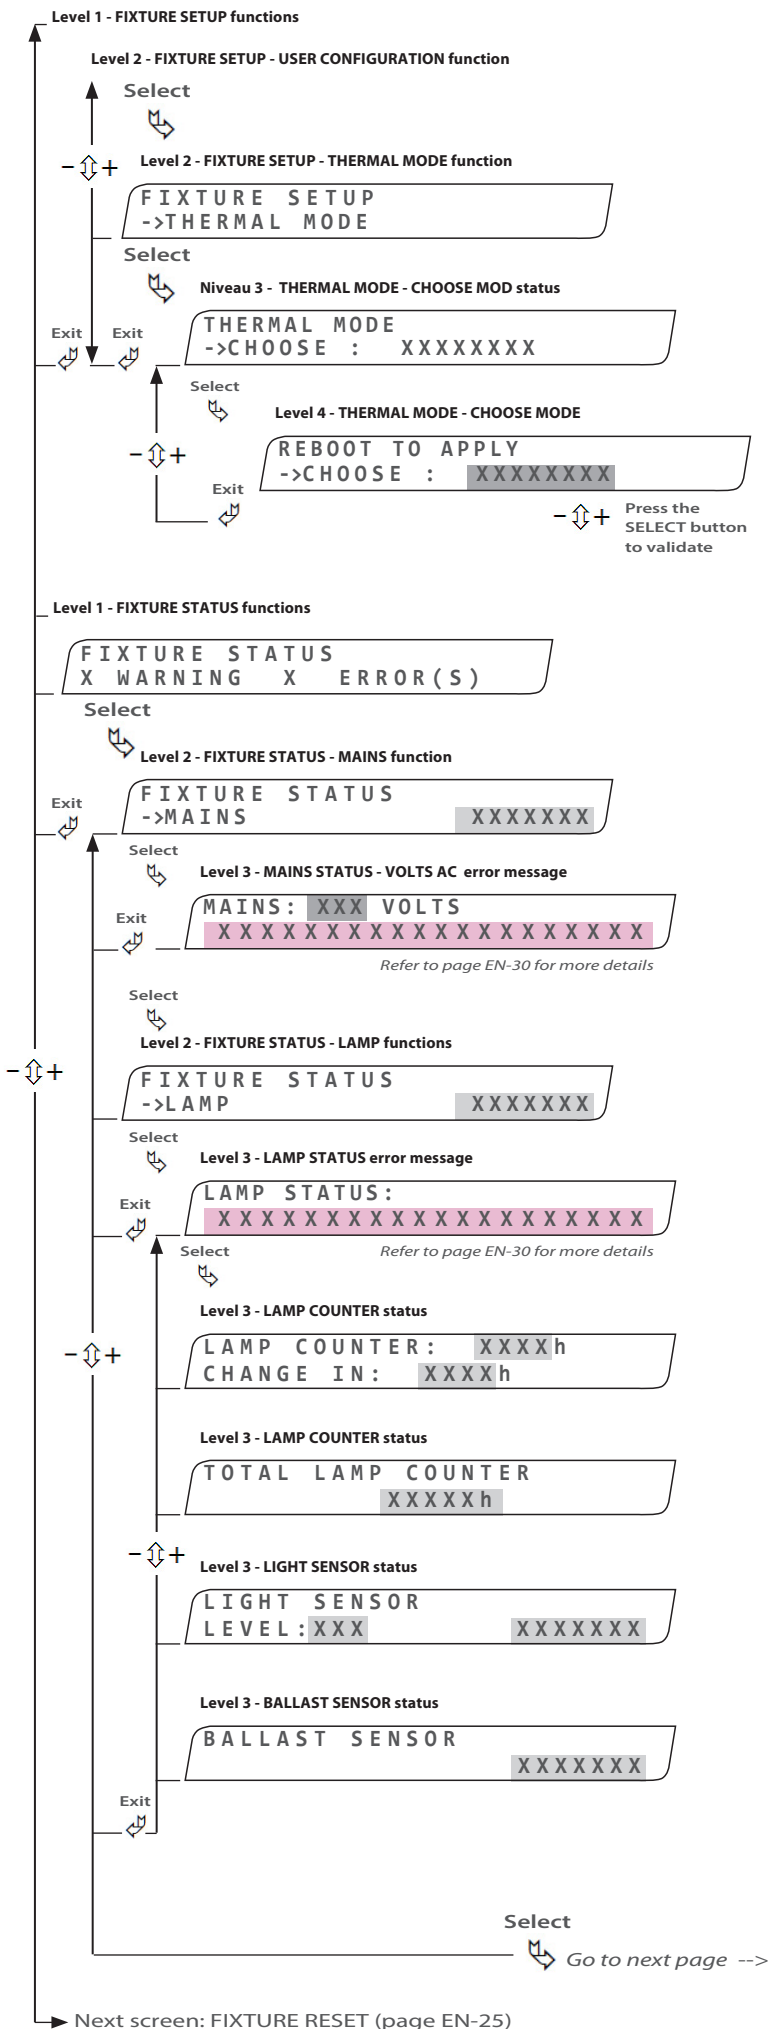 Level 1 - FIXTURE SETUP functions
Level 2 - FIXTURE SETUP - USER CONFIGURATION function
Select
- +
Level 2 - FIXTURE SETUP - THERMAL MODE function
FIXTURE SETUP
->THERMAL MODE
Select
Niveau 3 - THERMAL MODE - CHOOSE MOD status
Exit Exit
THERMAL MODE
->CHOOSE : XXXXXXXX
Select
Level 4 - THERMAL MODE - CHOOSE MODE
- +
REBOOT TO APPLY
->CHOOSE : XXXXXXXX
Exit
- +
Press the
SELECT button
to validate
Level 1 - FIXTURE STATUS functions
FIXTURE STATUS
X WARNING X ERROR(S)
Select
Level 2 - FIXTURE STATUS - MAINS function
Exit
FIXTURE STATUS
->MAINS XXXXXXX
Select
Level 3 - MAINS STATUS - VOLTS AC error message
Exit
MAINS: XXX VOLTS
XXXXXXXXXXXXXXXXXXXX
Refer to page EN-30 for more details
Select
Level 2 - FIXTURE STATUS - LAMP functions
- +
FIXTURE STATUS
->LAMP XXXXXXX
Select
Level 3 - LAMP STATUS error message
Exit
LAMP STATUS:
XXXXXXXXXXXXXXXXXXXX
Select
Refer to page EN-30 for more details
Level 3 - LAMP COUNTER status
- +
LAMP COUNTER: XXXXh
CHANGE IN: XXXXh
Level 3 - LAMP COUNTER status
TOTAL LAMP COUNTER
XXXXXh
- +
Level 3 - LIGHT SENSOR status
LIGHT SENSOR
LEVEL:XXX XXXXXXX
Level 3 - BALLAST SENSOR status
BALLAST SENSOR
XXXXXXX
Exit
Select
Go to next page -->
Next screen: FIXTURE RESET (page EN-25)